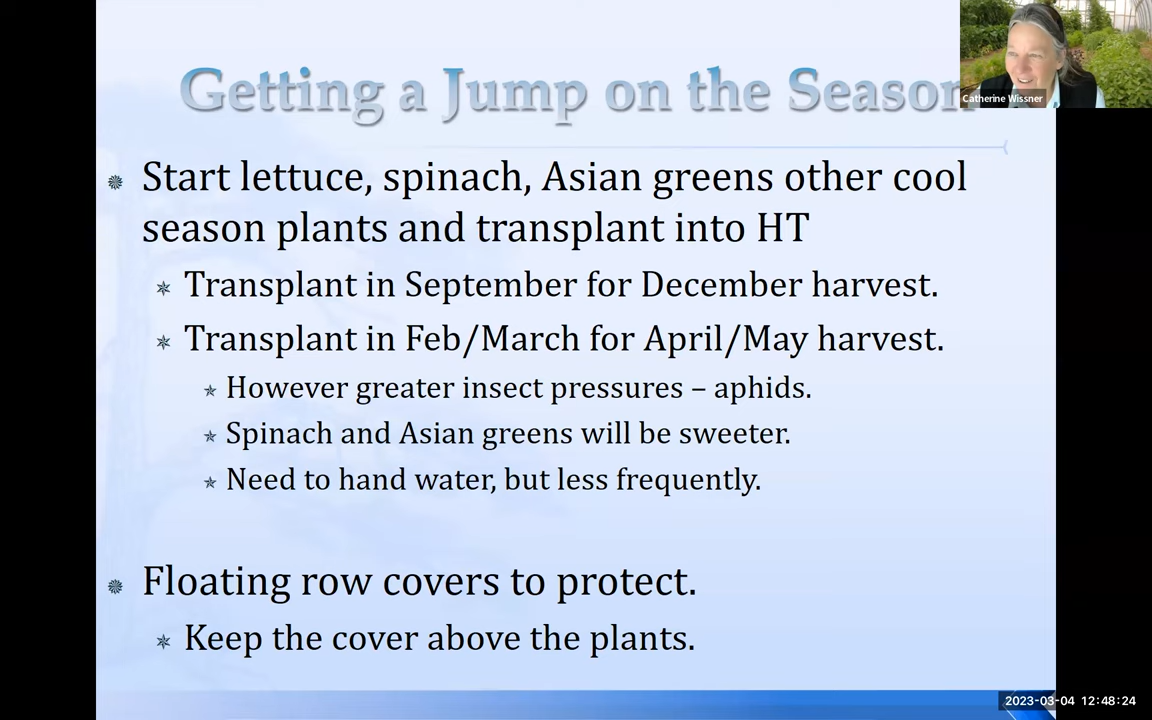 Getting a Jump on the Season
Catherine Wissner
Start lettuce, spinach, Asian greens other cool
season plants and transplant into HT
Transplant in September for December harvest.
Transplant in Feb/March for April/May harvest.
However greater insect pressures – aphids.
Spinach and Asian greens will be sweeter.
Need to hand water, but less frequently.
Floating row covers to protect.
Keep the cover above the plants.
2023-03-04 12:48:24